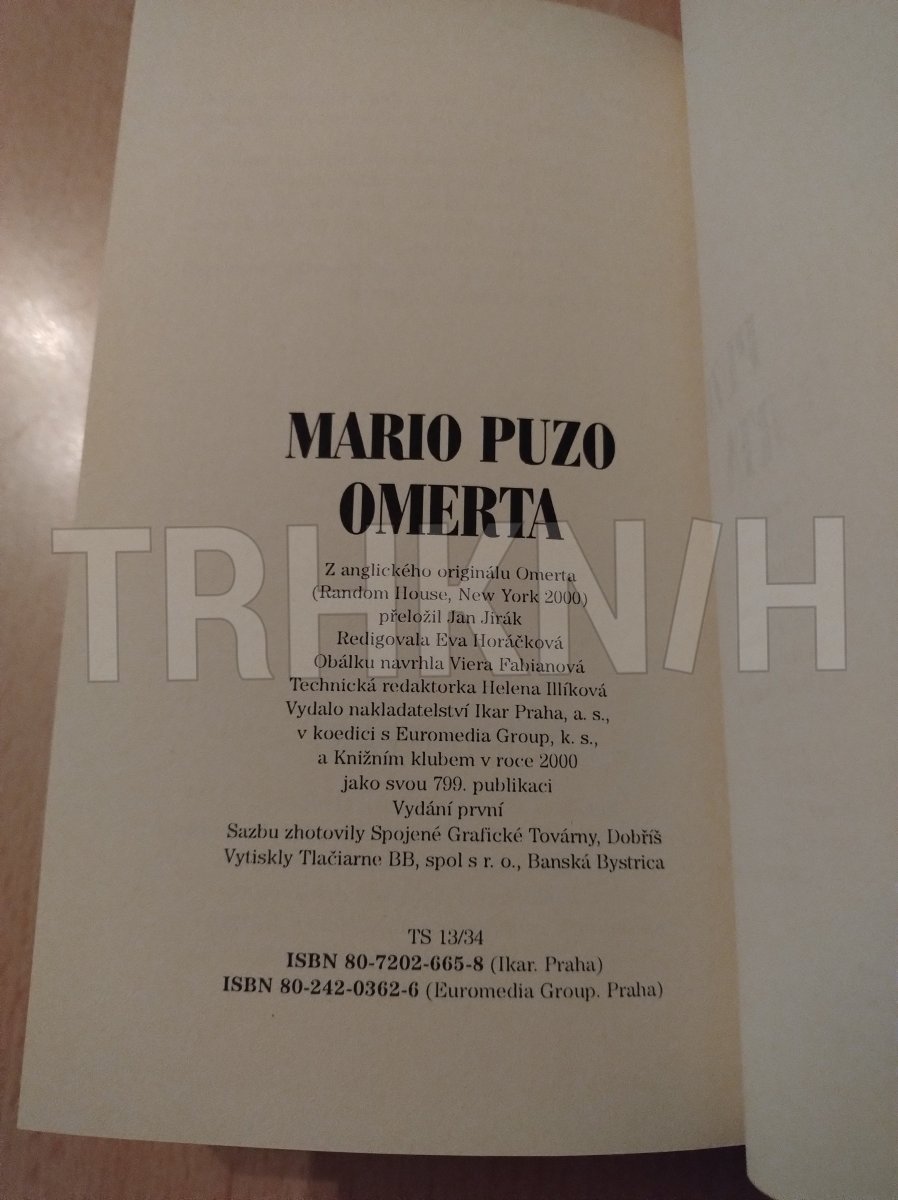 MARIO PUZO
OMERTA
TRHKN/H
Z anglického originálu Omerta
(Random House, New York 2000)
přeložil Jan Jirák
Redigovala Eva Horáčková
Obálku navrhla Viera Fabianová
Technická redaktorka Helena Illíková
Vydalo nakladatelství Ikar Praha, a. s.,
v koedici s Euromedia Group, k. s.,
a Knižním klubem v roce 2000
jako svou 799. publikaci
Vydání první
Sazbu zhotovily Spojené Grafické Továrny, Dobříš
Vytiskly Tlačiarne BB, spol s r. o., Banská Bystrica
TS 13/34
ISBN 80-7202-665-8 (Ikar. Praha)
ISBN 80-242-0362-6 (Euromedia Group. Praha)